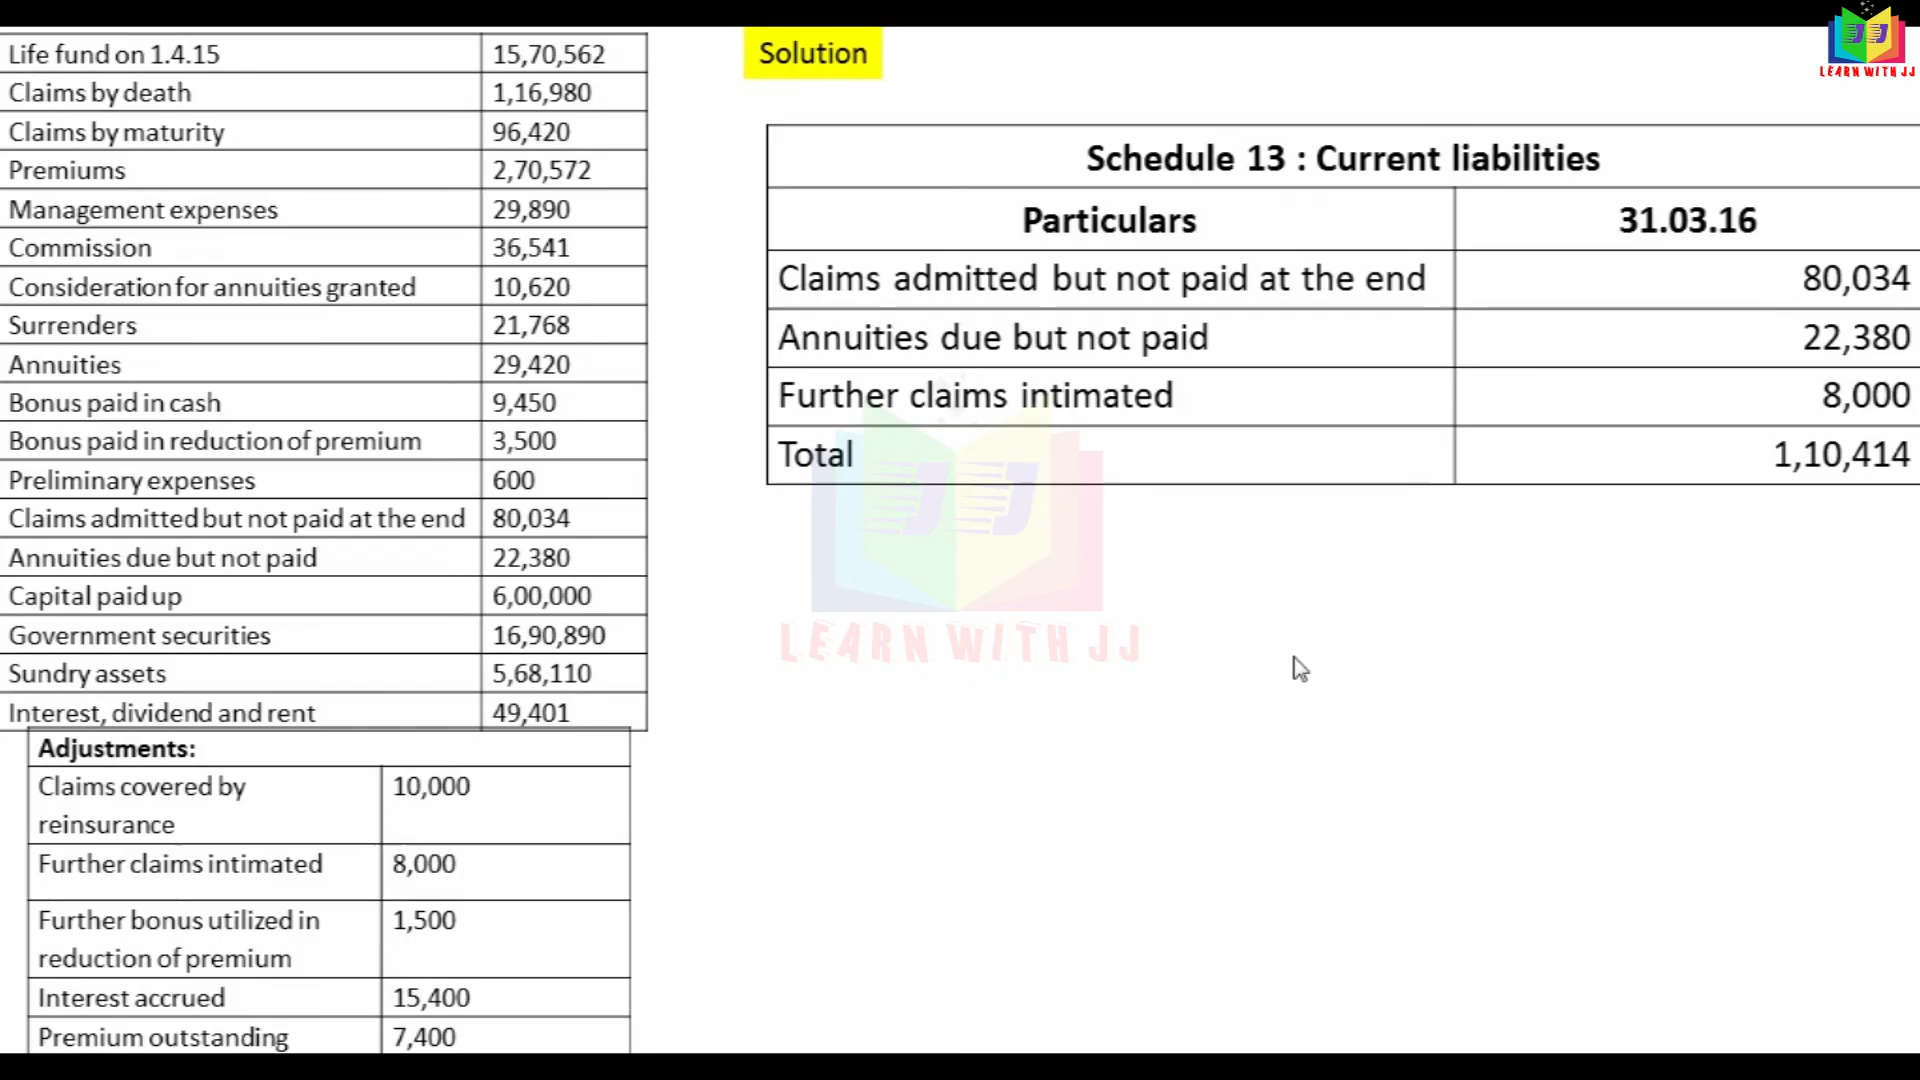 Life fund on 1.4.15 15,70,562
Claims by death 1,16,980
Claims by maturity 96,420
Premiums 2,70,572
Management expenses 29,890
Commission 36,541
Consideration for annuities granted 10,620
Surrenders 21,768
Annuities 29,420
Bonus paid in cash 9,450
Bonus paid in reduction of premium 3,500
Preliminary expenses 600
Claims admitted but not paid at the end 80,034
Annuities due but not paid 22,380
Capital paid up 6,00,000
Government securities 16,90,890
Sundry assets 5,68,110
Interest, dividend and rent 49,401
Adjustments:
Claims covered by 10,000
reinsurance
Further claims intimated 8,000
Further bonus utilized in 1,500
reduction of premium
Interest accrued 15,400
Premium outstanding 7,400
Solution
Schedule 13 : Current liabilities
Particulars 31.03.16
Claims admitted but not paid at the end 80,034
Annuities due but not paid 22,380
Further claims intimated 8,000
Total 1,10,414
JJ
LEARN WITH JJ
JJ
LEARN WITH JJ